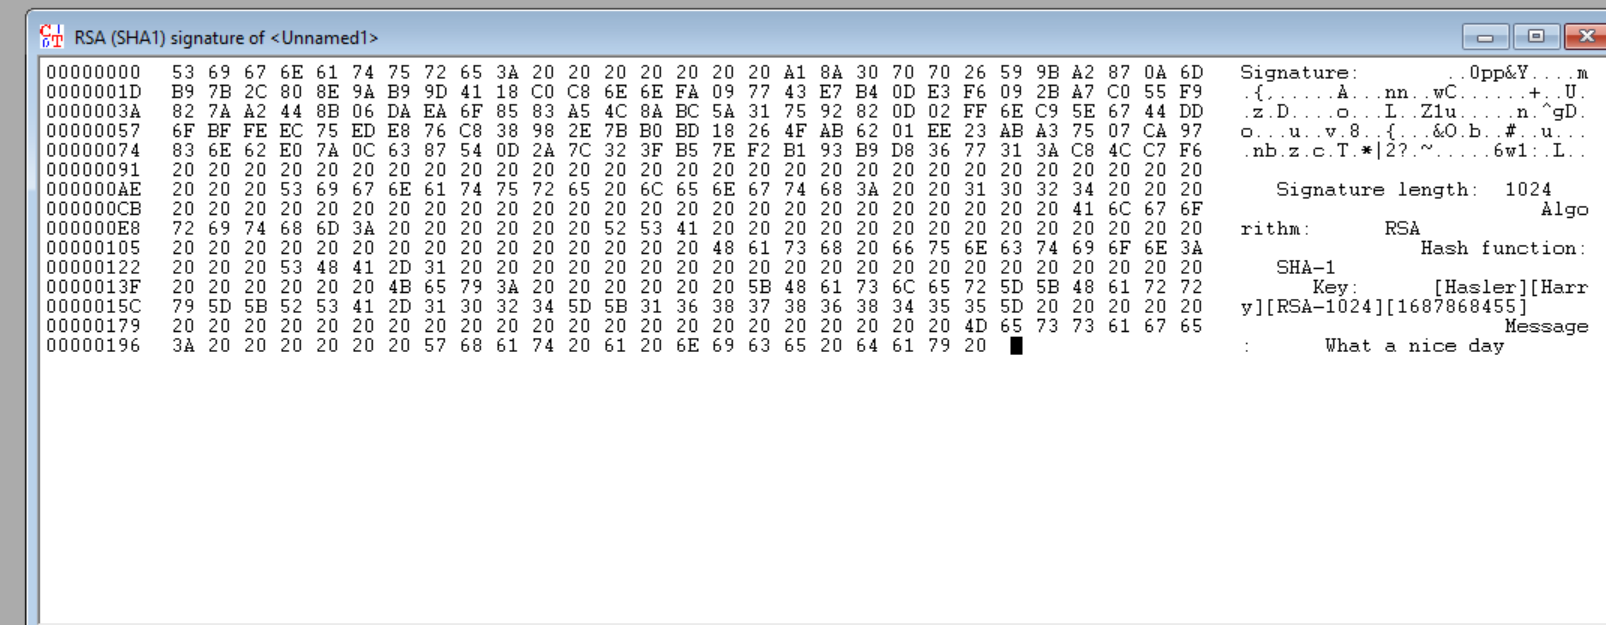 RSA (SHA1) signature of <Unnamed1>
00000000 53 69 67 6E 61 74 75 72 65 3A 20 20 20 20 20 20 20 A1 8A 30 70 70 26 59 9B A2 87 0A 6D Signature: ..0pp&Y....m
0000001D B9 7B 2C 80 8E 9A B9 9D 41 18 C0 C8 6E 6E FA 09 77 43 E7 B4 0D E3 F6 09 2B A7 C0 55 F9 .{,.....A...nn..wC......+..U.
0000003A 82 7A A2 44 8B 06 DA EA 6F 85 83 A5 4C 8A BC 5A 31 75 92 82 0D 02 FF 6E C9 5E 67 44 DD .z.D....o...L..Z1u.....n.^gD.
00000057 6F BF FE EC 75 ED E8 76 C8 38 98 2E 7B B0 BD 18 26 4F AB 62 01 EE 23 AB A3 75 07 CA 97 o...u..v.8..{...&O.b..#..u...
00000074 83 6E 62 E0 7A 0C 63 87 54 0D 2A 7C 32 3F B5 7E F2 B1 93 B9 D8 36 77 31 3A C8 4C C7 F6 .nb.z.c.T.*|2?.~.....6w1:.L..
00000091 20 20 20 20 20 20 20 20 20 20 20 20 20 20 20 20 20 20 20 20 20 20 20 20 20 20 20 20 20
000000AE 20 20 20 53 69 67 6E 61 74 75 72 65 20 6C 65 6E 67 74 68 3A 20 20 31 30 32 34 20 20 20 Signature length: 1024
000000CB 20 20 20 20 20 20 20 20 20 20 20 20 20 20 20 20 20 20 20 20 20 20 20 20 20 41 6C 67 6F Algo
000000E8 72 69 74 68 6D 3A 20 20 20 20 20 20 52 53 41 20 20 20 20 20 20 20 20 20 20 20 20 20 20 rithm: RSA
00000105 20 20 20 20 20 20 20 20 20 20 20 20 20 20 20 48 61 73 68 20 66 75 6E 63 74 69 6F 6E 3A Hash function:
00000122 20 20 20 53 48 41 2D 31 20 20 20 20 20 20 20 20 20 20 20 20 20 20 20 20 20 20 20 20 20 SHA-1
0000013F 20 20 20 20 20 20 4B 65 79 3A 20 20 20 20 20 20 5B 48 61 73 6C 65 72 5D 5B 48 61 72 72 Key: [Hasler][Harr
0000015C 79 5D 5B 52 53 41 2D 31 30 32 34 5D 5B 31 36 38 37 38 36 38 34 35 35 5D 20 20 20 20 20 y][RSA-1024][1687868455]
00000179 20 20 20 20 20 20 20 20 20 20 20 20 20 20 20 20 20 20 20 20 20 20 4D 65 73 73 61 67 65 Message
00000196 3A 20 20 20 20 20 20 57 68 61 74 20 61 20 6E 69 63 65 20 64 61 79 20 : What a nice day